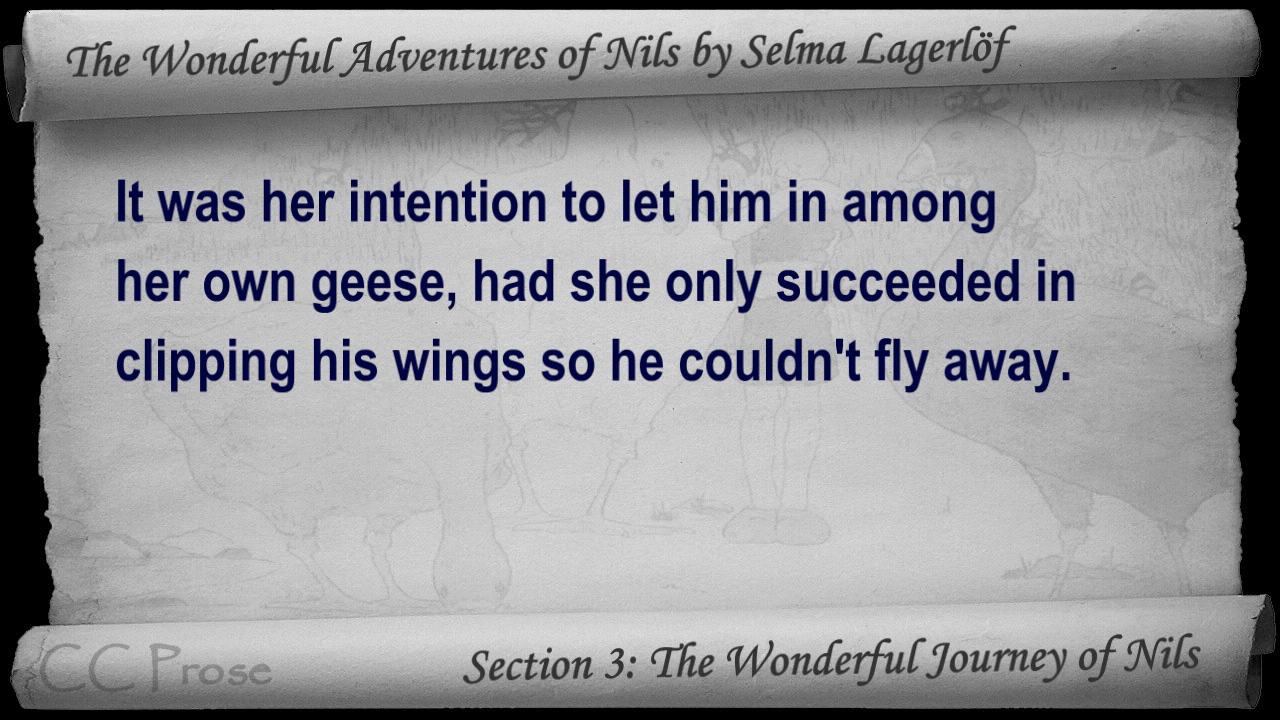 The Wonderful Adventures of Nils by Selma Lagerlöf
It was her intention to let him in among
her own geese, had she only succeeded in
clipping his wings so he couldn't fly away.
CC Prose
Section 3: The Wonderful Journey of Nils